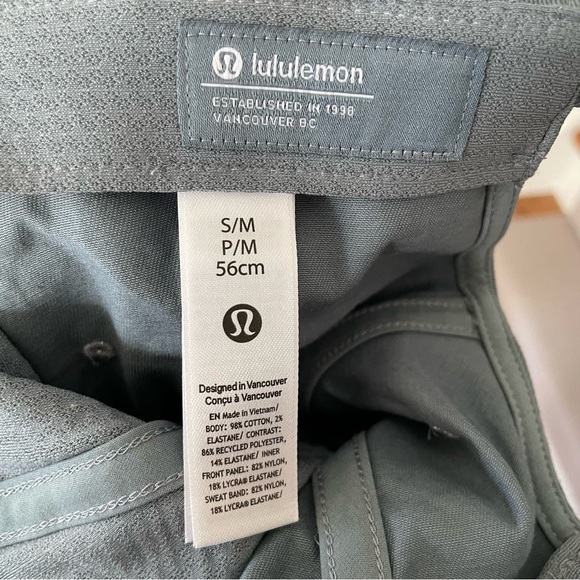 lululemon
ESTABLISHED IN 1998
VANCOUVER BC
S/M
P/M
56cm
Designed in Vancouver
Conçu à Vancouver
EN Made in Vietnam/
BODY: 98% COTTON, 2%
ELASTANE/ CONTRAST:
86% RECYCLED POLYESTER,
14% ELASTANE/ INNER
FRONT PANEL: 82% NYLON,
18% LYCRA® ELASTANE/
SWEAT BAND: 82% NYLON,
18% LYCRA® ELASTANE/